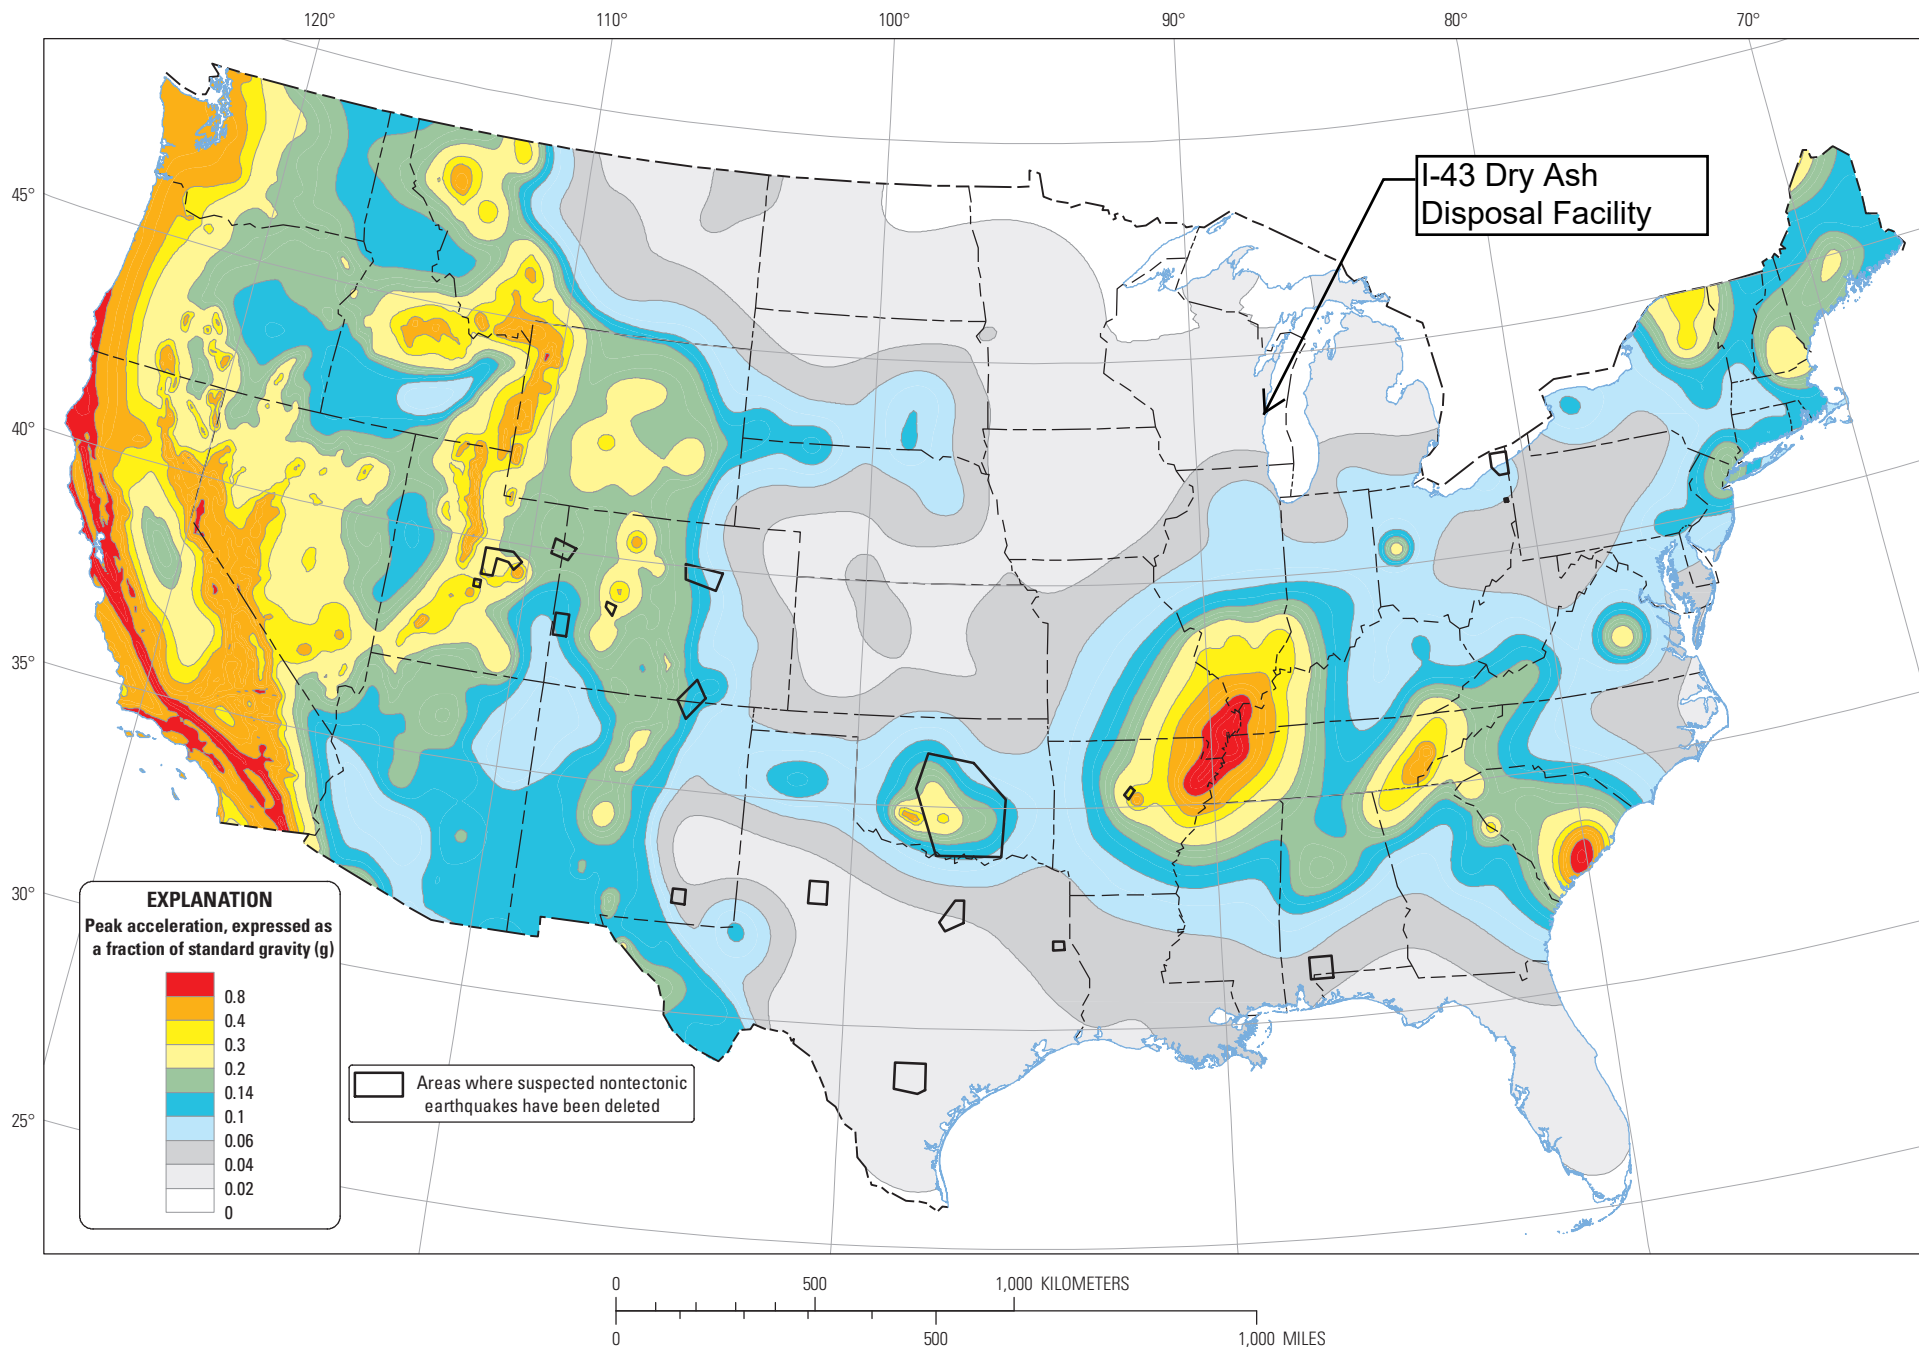 120°
110°
100°
90°
80°
70°
45°
40°
35°
30°
25°
I-43 Dry Ash
Disposal Facility
EXPLANATION
Peak acceleration, expressed as
a fraction of standard gravity (g)
0.8
0.4
0.3
0.2
0.14
0.1
0.06
0.04
0.02
0
Areas where suspected nontectonic
earthquakes have been deleted
0 500 1,000 KILOMETERS
0 500 1,000 MILES